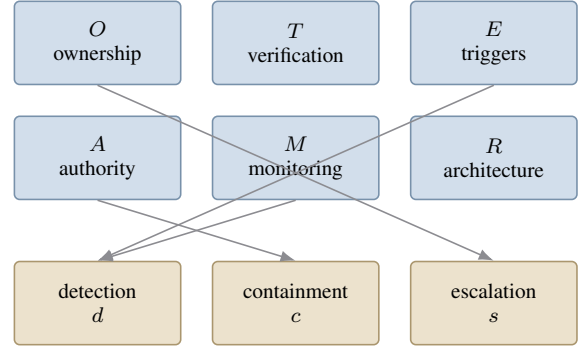 O
ownership
T
verification
E
triggers
A
authority
M
monitoring
R
architecture
detection
d
containment
c
escalation
s